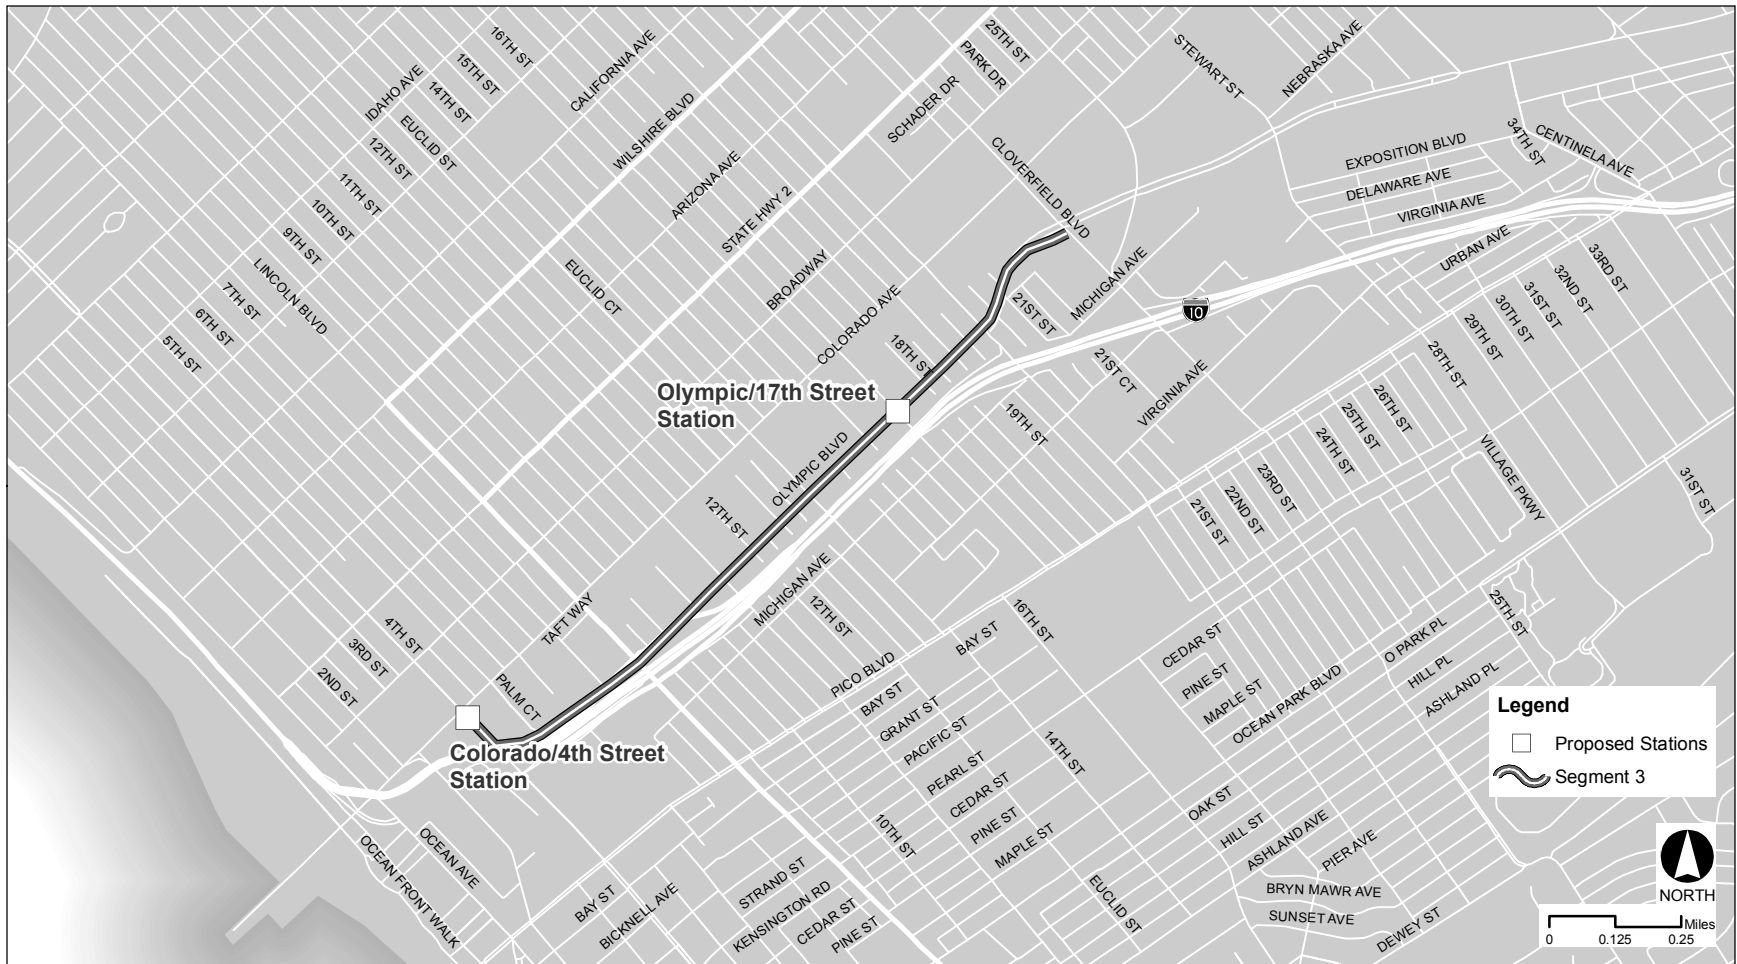 16TH ST
15TH ST
14TH ST
IDAHO AVE
EUCLID ST
12TH ST
11TH ST
10TH ST
9TH ST
LINCOLN BLVD
7TH ST
6TH ST
5TH ST
CALIFORNIA AVE
WILSHIRE BLVD
ARIZONA AVE
STATE HWY 2
BROADWAY
EUCLID CT
COLORADO AVE
25TH ST
PARK DR
SCHADER DR
CLOVERFIELD BLVD
STEWART ST
NEBRASKA AVE
34TH ST
CENTINELA AVE
EXPOSITION BLVD
DELAWARE AVE
VIRGINIA AVE
URBAN AVE
MICHIGAN AVE
21ST ST
10
18TH ST
21ST CT
VIRGINIA AVE
19TH ST
33RD ST
32ND ST
31ST ST
30TH ST
29TH ST
28TH ST
26TH ST
25TH ST
24TH ST
23RD ST
22ND ST
21ST ST
VILLAGE PKWY
31ST ST
Olympic/17th Street
Station
OLYMPIC BLVD
12TH ST
MICHIGAN AVE
12TH ST
TAFT WAY
PALM CT
4TH ST
3RD ST
2ND ST
Colorado/4th Street
Station
PICO BLVD
BAY ST
16TH ST
BAY ST
GRANT ST
PACIFIC ST
PEARL ST
CEDAR ST
PINE ST
MAPLE ST
14TH ST
10TH ST
CEDAR ST
PINE ST
MAPLE ST
OCEAN PARK BLVD
O PARK PL
HILL PL
ASHLAND PL
25TH ST
OAK ST
HILL ST
ASHLAND AVE
PIER AVE
BRYN MAWR AVE
SUNSET AVE
DEWEY ST
EUCLID ST
OCEAN AVE
OCEAN FRONT WALK
BAY ST
BICKNELL AVE
STRAND ST
KENSINGTON RD
CEDAR ST
PINE ST
Legend
Proposed Stations
Segment 3
NORTH
Miles
0 0.125 0.25